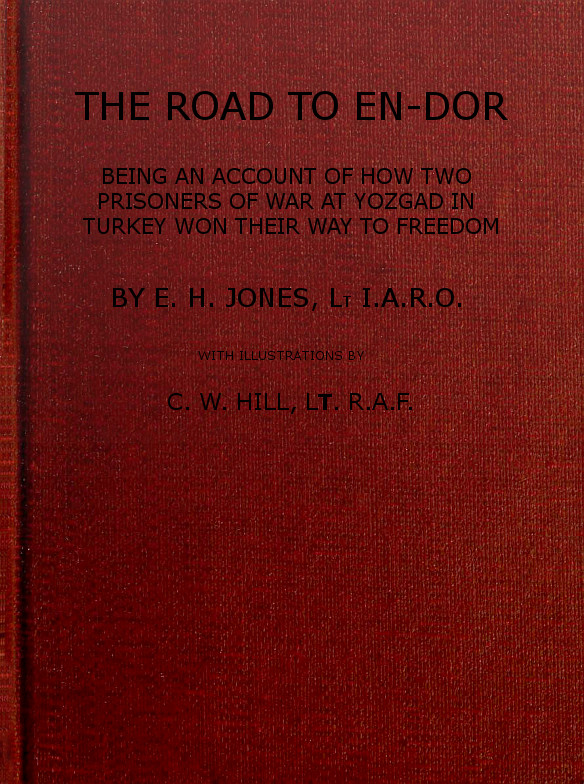 THE ROAD TO EN-DOR
BEING AN ACCOUNT OF HOW TWO
PRISONERS OF WAR AT YOZGAD IN
TURKEY WON THEIR WAY TO FREEDOM
BY E. H. JONES, LT I.A.R.O.
WITH ILLUSTRATIONS BY
C. W. HILL, LT. R.A.F.